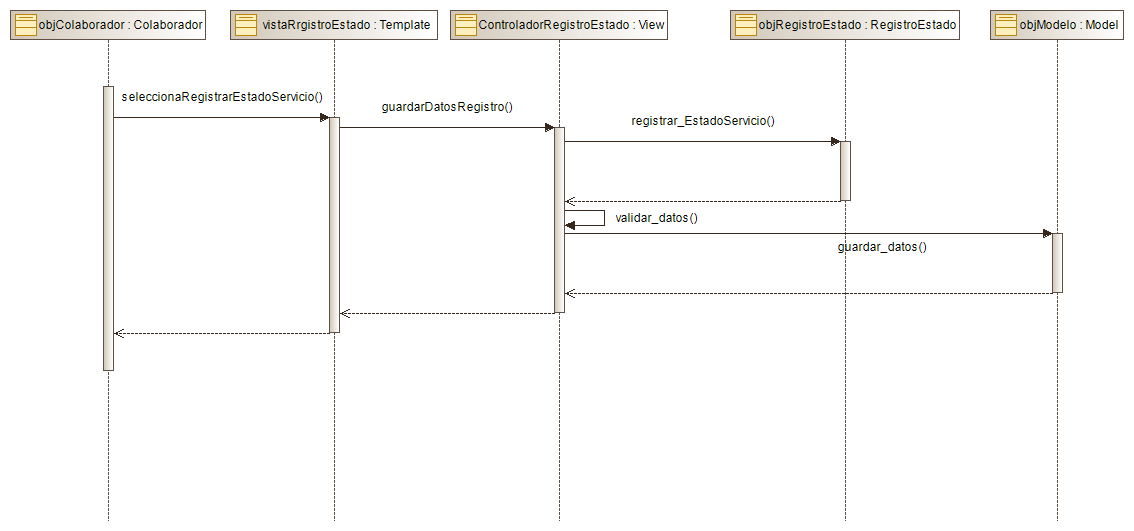 objColaborador : Colaborador
vistaRrgistroEstado : Template
ControladorRegistroEstado : View
objRegistroEstado : RegistroEstado
objModelo : Model
seleccionaRegistrarEstadoServicio()
guardarDatosRegistro()
registrar_EstadoServicio()
validar_datos()
guardar_datos()